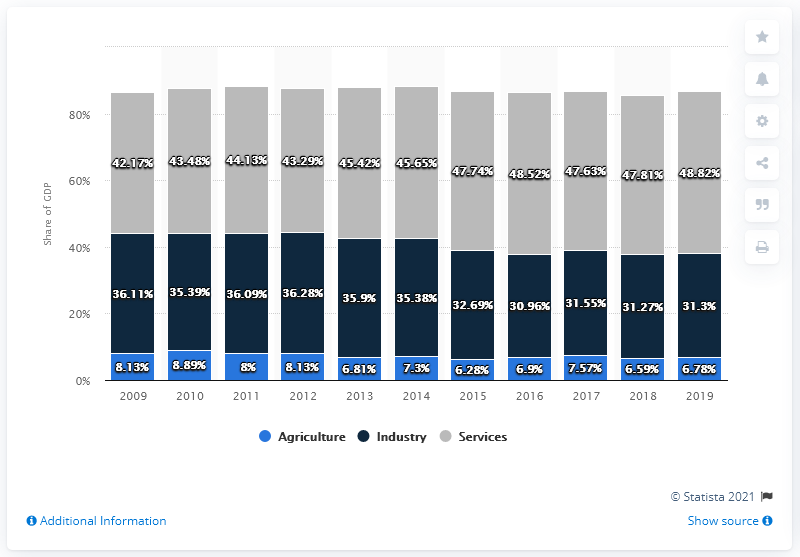 80%
60%
40%
20%
0%
Share of GDP
42.17% 43.48% 44.13% 43.29% 45.42% 45.65% 47.74% 48.52% 47.63% 47.81% 48.82%
36.11% 35.39% 36.09% 36.28% 35.9% 35.38% 32.69% 30.96% 31.55% 31.27% 31.3%
8.13% 8.89% 8% 8.13% 6.81% 7.3% 6.28% 6.9% 7.57% 6.59% 6.78%
2009 2010 2011 2012 2013 2014 2015 2016 2017 2018 2019
Agriculture Industry Services
© Statista 2021
Additional Information
Show source